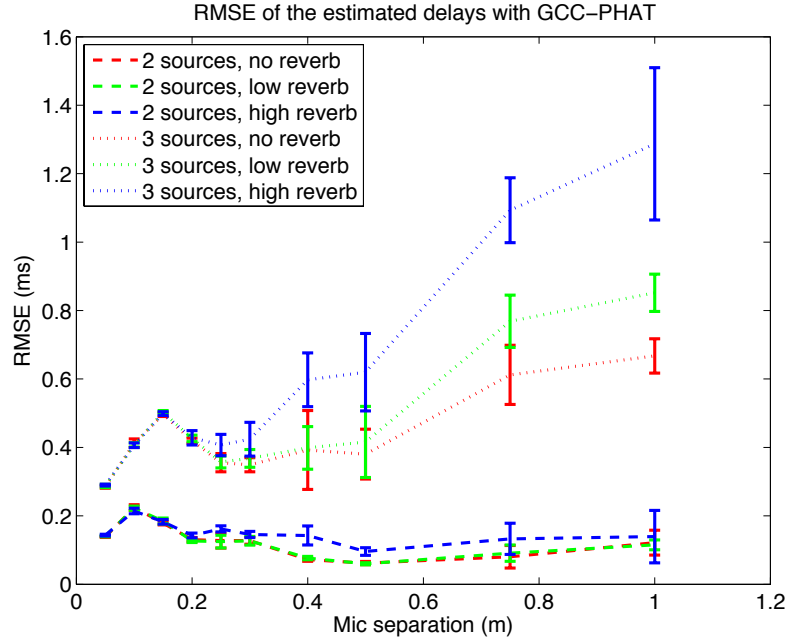 RMSE of the estimated delays with GCC−PHAT
1.6
1.4
1.2
1
0.8
0.6
0.4
0.2
0
RMSE (ms)
2 sources, no reverb
2 sources, low reverb
2 sources, high reverb
3 sources, no reverb
3 sources, low reverb
3 sources, high reverb
0 0.2 0.4 0.6 0.8 1 1.2
Mic separation (m)